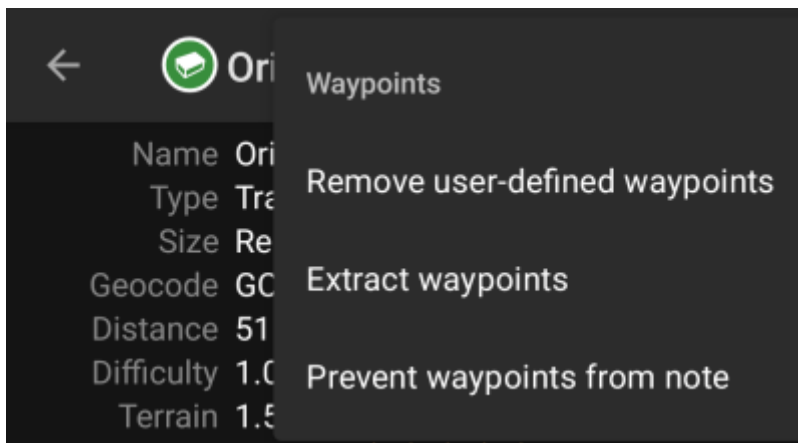 Ori
Waypoints
Remove user-defined waypoints
Extract waypoints
Prevent waypoints from note
Name Ori
Type Tra
Size Re
Geocode GC
Distance 51
Difficulty 1.0
Terrain 1.5